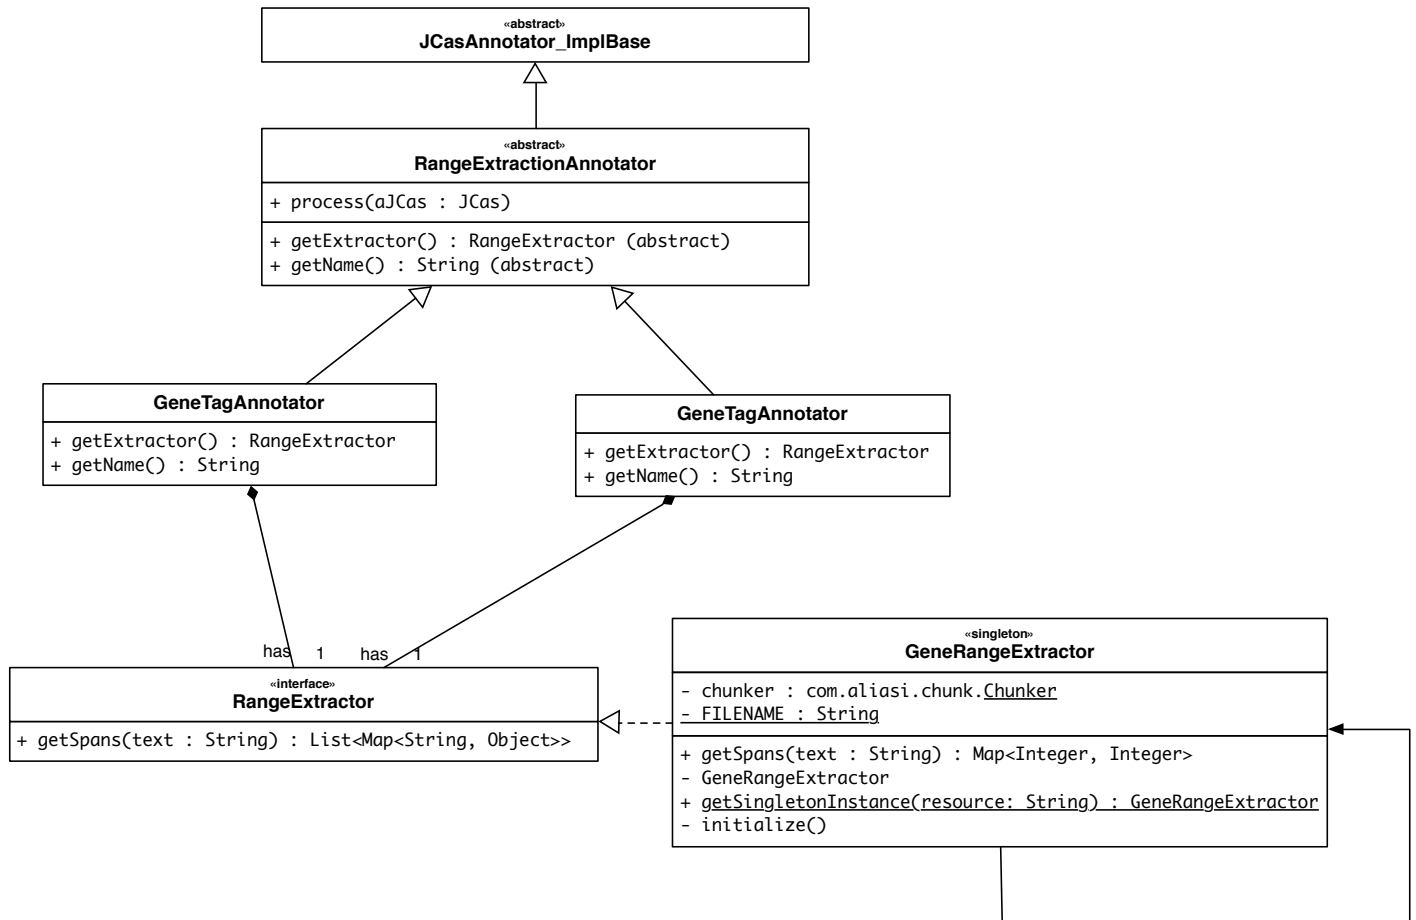 «abstract»
JCasAnnotator_ImplBase
«abstract»
RangeExtractionAnnotator
+ process(aJCas : JCas)
+ getExtractor() : RangeExtractor (abstract)
+ getName() : String (abstract)
GeneTagAnnotator
+ getExtractor() : RangeExtractor
+ getName() : String
GeneTagAnnotator
+ getExtractor() : RangeExtractor
+ getName() : String
has 1
has 1
«interface»
RangeExtractor
+ getSpans(text : String) : List<Map<String, Object>>
«singleton»
GeneRangeExtractor
- chunker : com.aliasi.chunk.Chunker
- FILENAME : String
+ getSpans(text : String) : Map<Integer, Integer>
- GeneRangeExtractor
+ getSingletonInstance(resource: String) : GeneRangeExtractor
- initialize()